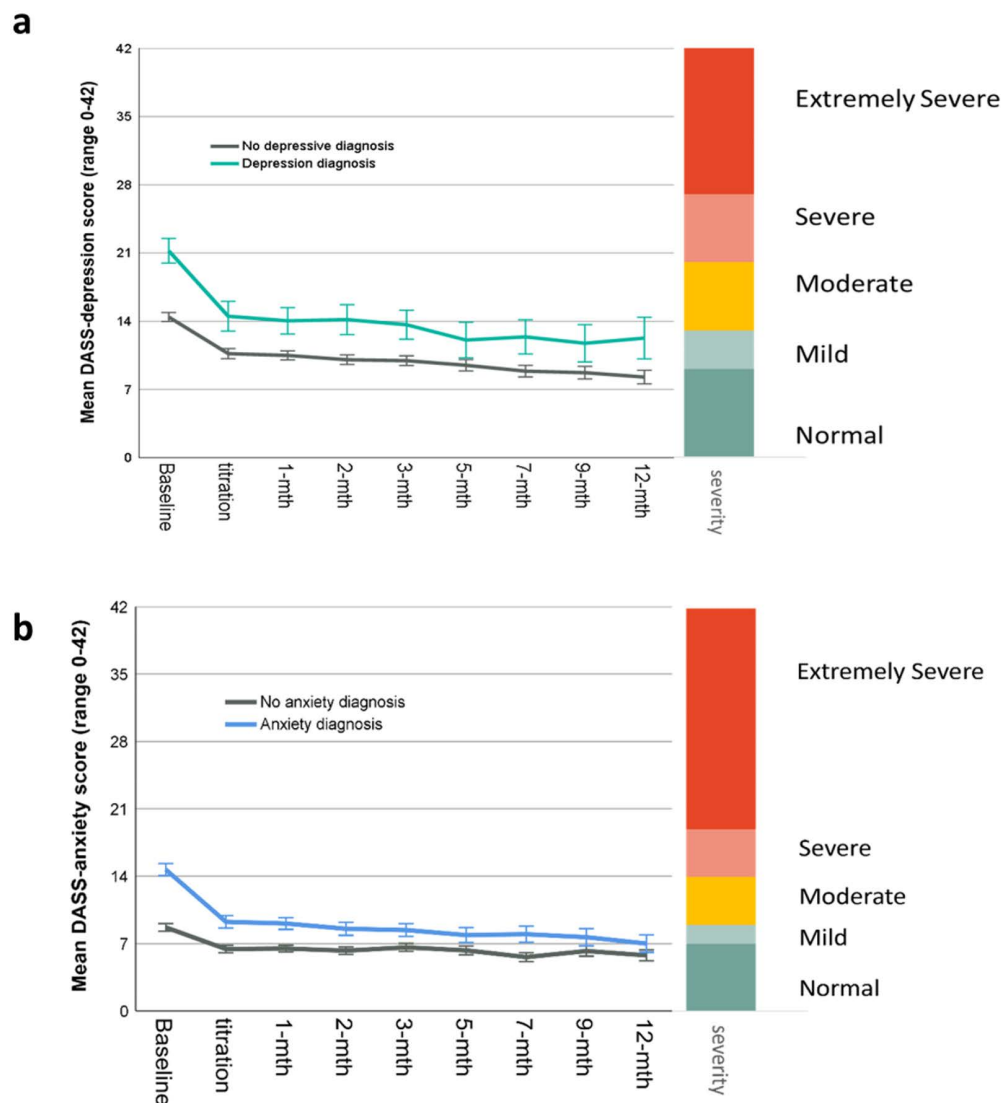 a
Mean DASS-depression score (range 0-42)
42
35
28
21
14
7
0
No depressive diagnosis
Depression diagnosis
Baseline
titration
1-mth
2-mth
3-mth
5-mth
7-mth
9-mth
12-mth
severity
Extremely Severe
Severe
Moderate
Mild
Normal
b
Mean DASS-anxiety score (range 0-42)
42
35
28
21
14
7
0
No anxiety diagnosis
Anxiety diagnosis
Baseline
titration
1-mth
2-mth
3-mth
5-mth
7-mth
9-mth
12-mth
severity
Extremely Severe
Severe
Moderate
Mild
Normal